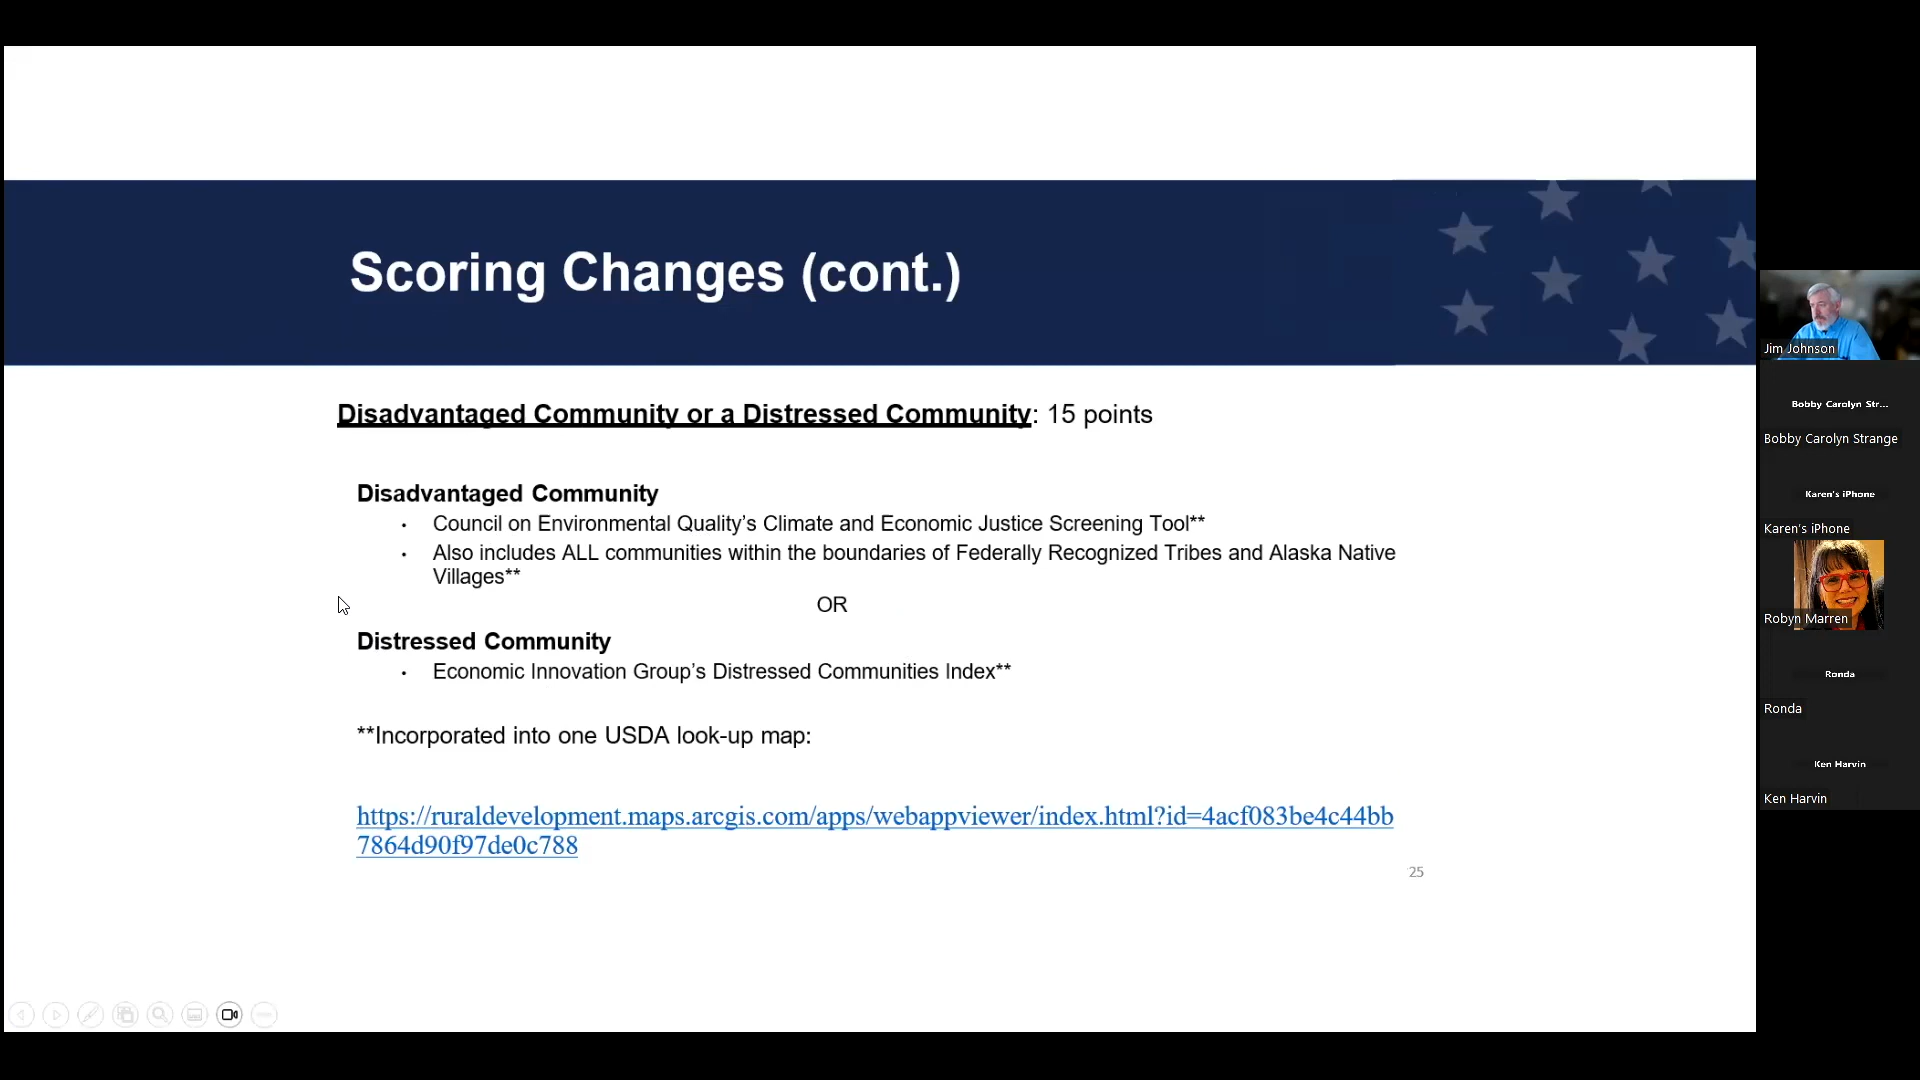 Scoring Changes (cont.)
Disadvantaged Community or a Distressed Community: 15 points
Disadvantaged Community
• Council on Environmental Quality’s Climate and Economic Justice Screening Tool**
• Also includes ALL communities within the boundaries of Federally Recognized Tribes and Alaska Native
Villages**
OR
Distressed Community
• Economic Innovation Group’s Distressed Communities Index**
**Incorporated into one USDA look-up map:
https://ruraldevelopment.maps.arcgis.com/apps/webappviewer/index.html?id=4acf083be4c44bb
7864d90f97de0c788
25
Jim Johnson
Bobby Carolyn Str...
Bobby Carolyn Strange
Karen's iPhone
Karen's iPhone
Robyn Marren
Ronda
Ronda
Ken Harvin
Ken Harvin